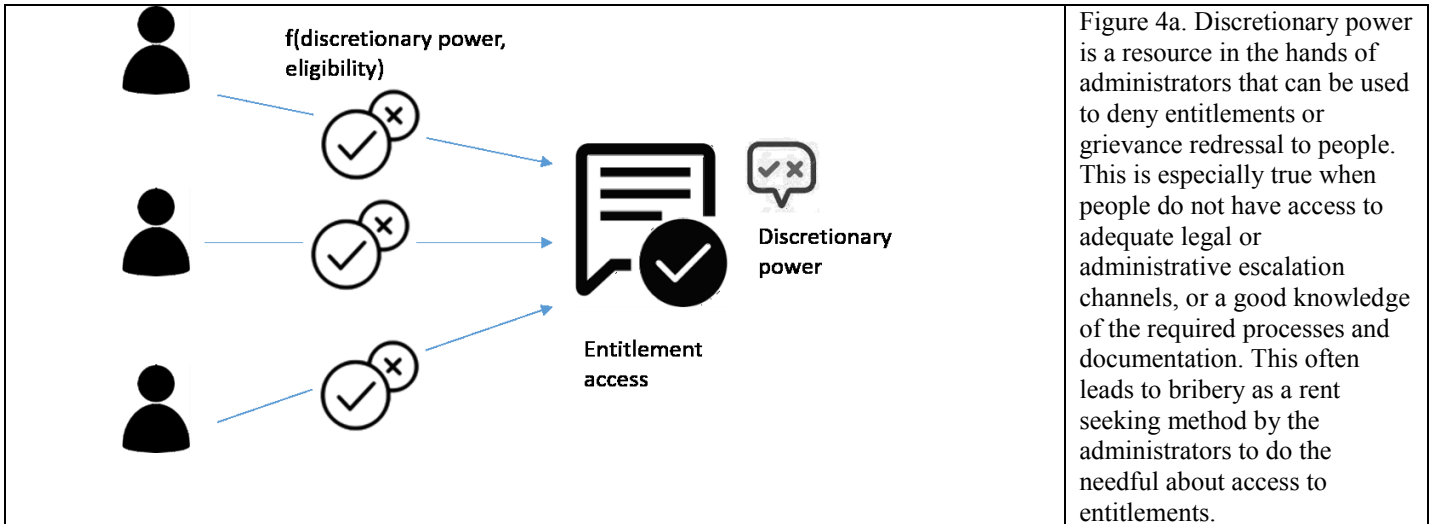 f(discretionary power,
eligibility)
Discretionary
power
Entitlement
access
Figure 4a. Discretionary power
is a resource in the hands of
administrators that can be used
to deny entitlements or
grievance redressal to people.
This is especially true when
people do not have access to
adequate legal or
administrative escalation
channels, or a good knowledge
of the required processes and
documentation. This often
leads to bribery as a rent
seeking method by the
administrators to do the
needful about access to
entitlements.